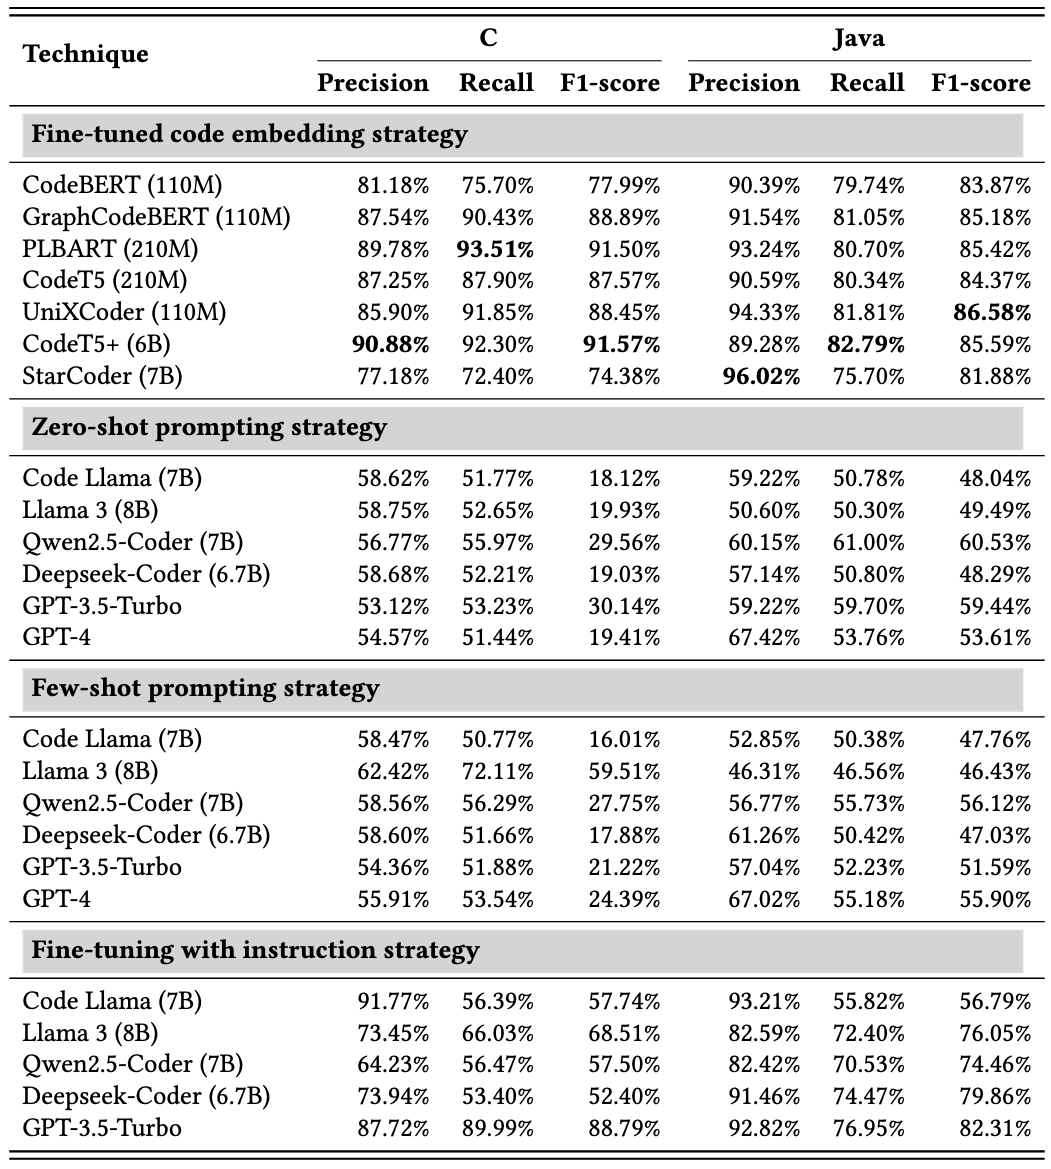 Technique C Java
Precision Recall F1-score Precision Recall F1-score
Fine-tuned code embedding strategy
CodeBERT (110M) 81.18% 75.70% 77.99% 90.39% 79.74% 83.87%
GraphCodeBERT (110M) 87.54% 90.43% 88.89% 91.54% 81.05% 85.18%
PLBART (210M) 89.78% 93.51% 91.50% 93.24% 80.70% 85.42%
CodeT5 (210M) 87.25% 87.90% 87.57% 90.59% 80.34% 84.37%
UniXCoder (110M) 85.90% 91.85% 88.45% 94.33% 81.81% 86.58%
CodeT5+ (6B) 90.88% 92.30% 91.57% 89.28% 82.79% 85.59%
StarCoder (7B) 77.18% 72.40% 74.38% 96.02% 75.70% 81.88%
Zero-shot prompting strategy
Code Llama (7B) 58.62% 51.77% 18.12% 59.22% 50.78% 48.04%
Llama 3 (8B) 58.75% 52.65% 19.93% 50.60% 50.30% 49.49%
Qwen2.5-Coder (7B) 56.77% 55.97% 29.56% 60.15% 61.00% 60.53%
Deepseek-Coder (6.7B) 58.68% 52.21% 19.03% 57.14% 50.80% 48.29%
GPT-3.5-Turbo 53.12% 53.23% 30.14% 59.22% 59.70% 59.44%
GPT-4 54.57% 51.44% 19.41% 67.42% 53.76% 53.61%
Few-shot prompting strategy
Code Llama (7B) 58.47% 50.77% 16.01% 52.85% 50.38% 47.76%
Llama 3 (8B) 62.42% 72.11% 59.51% 46.31% 46.56% 46.43%
Qwen2.5-Coder (7B) 58.56% 56.29% 27.75% 56.77% 55.73% 56.12%
Deepseek-Coder (6.7B) 58.60% 51.66% 17.88% 61.26% 50.42% 47.03%
GPT-3.5-Turbo 54.36% 51.88% 21.22% 57.04% 52.23% 51.59%
GPT-4 55.91% 53.54% 24.39% 67.02% 55.18% 55.90%
Fine-tuning with instruction strategy
Code Llama (7B) 91.77% 56.39% 57.74% 93.21% 55.82% 56.79%
Llama 3 (8B) 73.45% 66.03% 68.51% 82.59% 72.40% 76.05%
Qwen2.5-Coder (7B) 64.23% 56.47% 57.50% 82.42% 70.53% 74.46%
Deepseek-Coder (6.7B) 73.94% 53.40% 52.40% 91.46% 74.47% 79.86%
GPT-3.5-Turbo 87.72% 89.99% 88.79% 92.82% 76.95% 82.31%